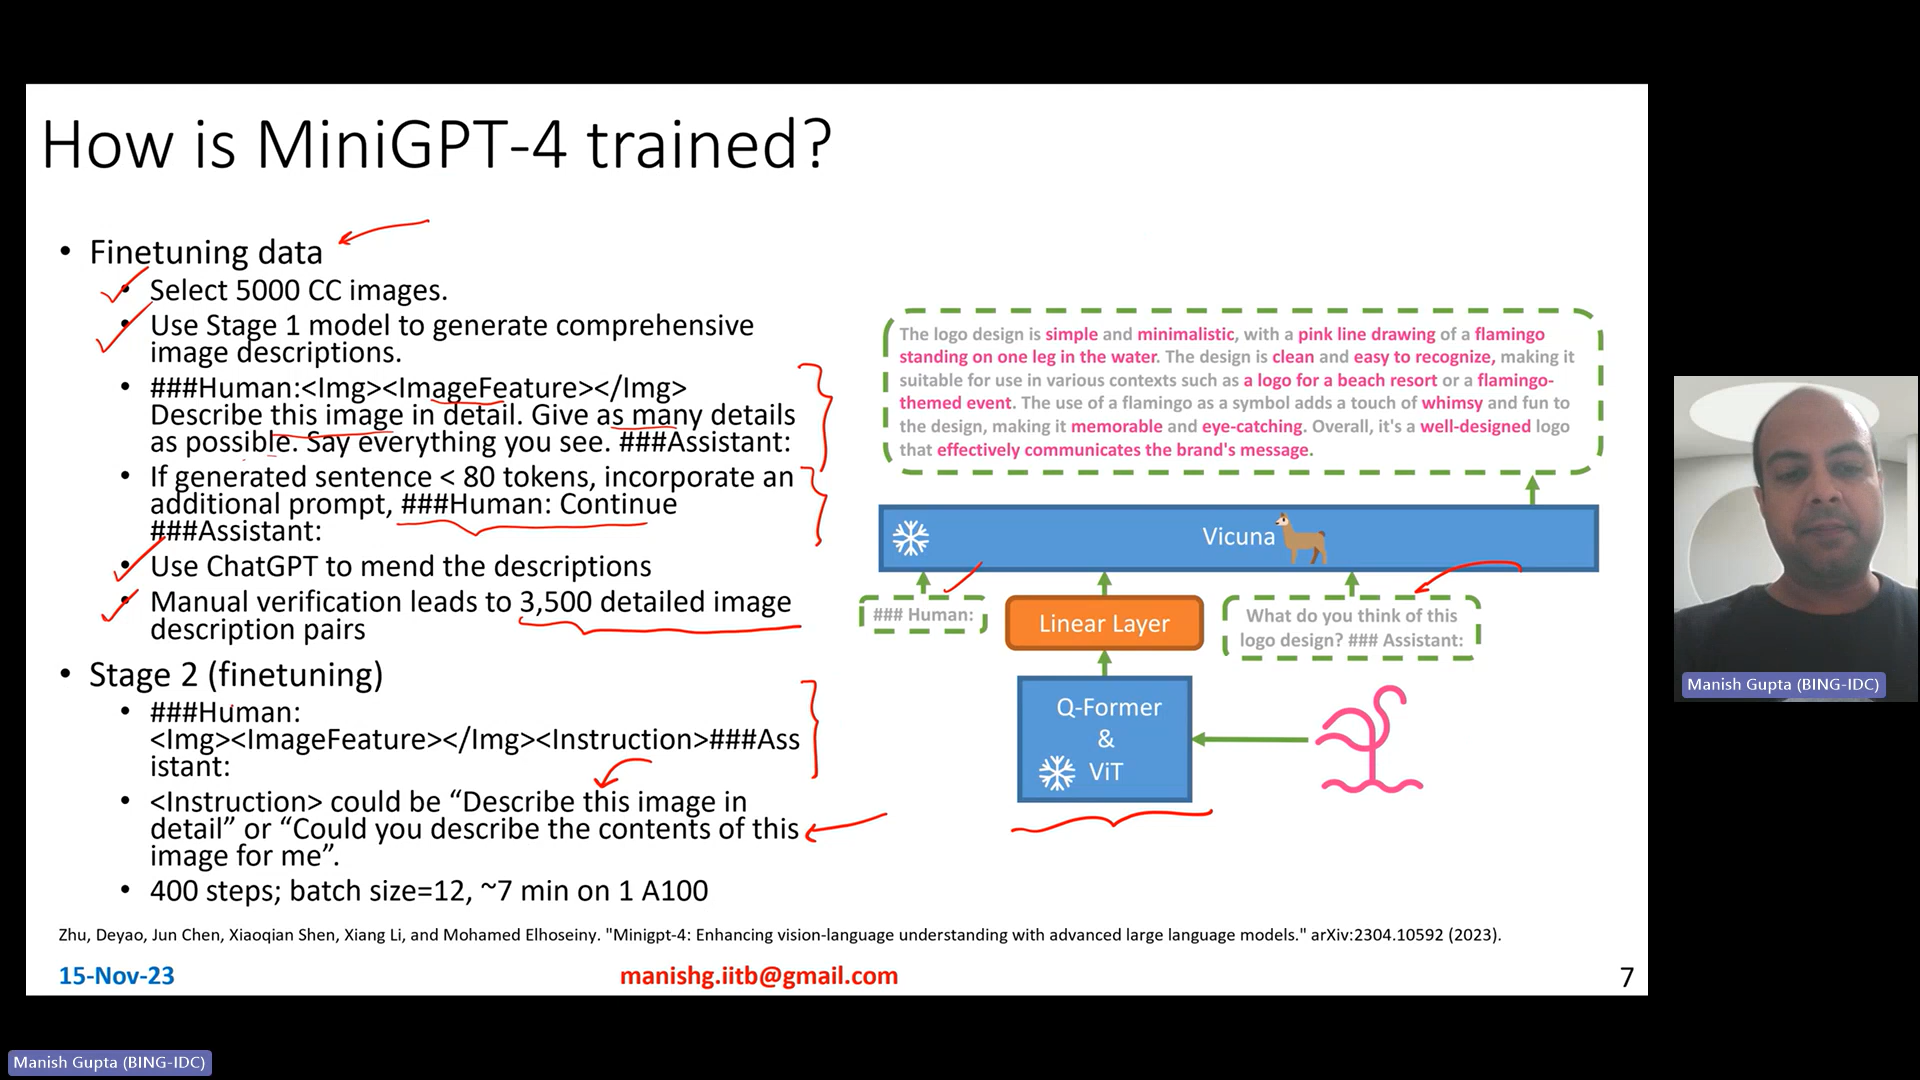 How is MiniGPT-4 trained?
• Finetuning data
• Select 5000 CC images.
• Use Stage 1 model to generate comprehensive
image descriptions.
• ###Human:<Img><ImageFeature></Img>
Describe this image in detail. Give as many details
as possible. Say everything you see. ###Assistant:
• If generated sentence < 80 tokens, incorporate an
additional prompt, ###Human: Continue
###Assistant:
• Use ChatGPT to mend the descriptions
• Manual verification leads to 3,500 detailed image
description pairs
• Stage 2 (finetuning)
• ###Human:
<Img><ImageFeature></Img><Instruction>###Ass
istant:
• <Instruction> could be “Describe this image in
detail” or “Could you describe the contents of this
image for me”.
• 400 steps; batch size=12, ~7 min on 1 A100
The logo design is simple and minimalistic, with a pink line drawing of a flamingo
standing on one leg in the water. The design is clean and easy to recognize, making it
suitable for use in various contexts such as a logo for a beach resort or a flamingo-
themed event. The use of a flamingo as a symbol adds a touch of whimsy and fun to
the design, making it memorable and eye-catching. Overall, it's a well-designed logo
that effectively communicates the brand's message.
Vicuna
### Human:
Linear Layer
What do you think of this
logo design? ### Assistant:
Q-Former
&
ViT
Zhu, Deyao, Jun Chen, Xiaoqian Shen, Xiang Li, and Mohamed Elhoseiny. "Minigpt-4: Enhancing vision-language understanding with advanced large language models." arXiv:2304.10592 (2023).
15-Nov-23
manishg.iitb@gmail.com
7
Manish Gupta (BING-IDC)
Manish Gupta (BING-IDC)